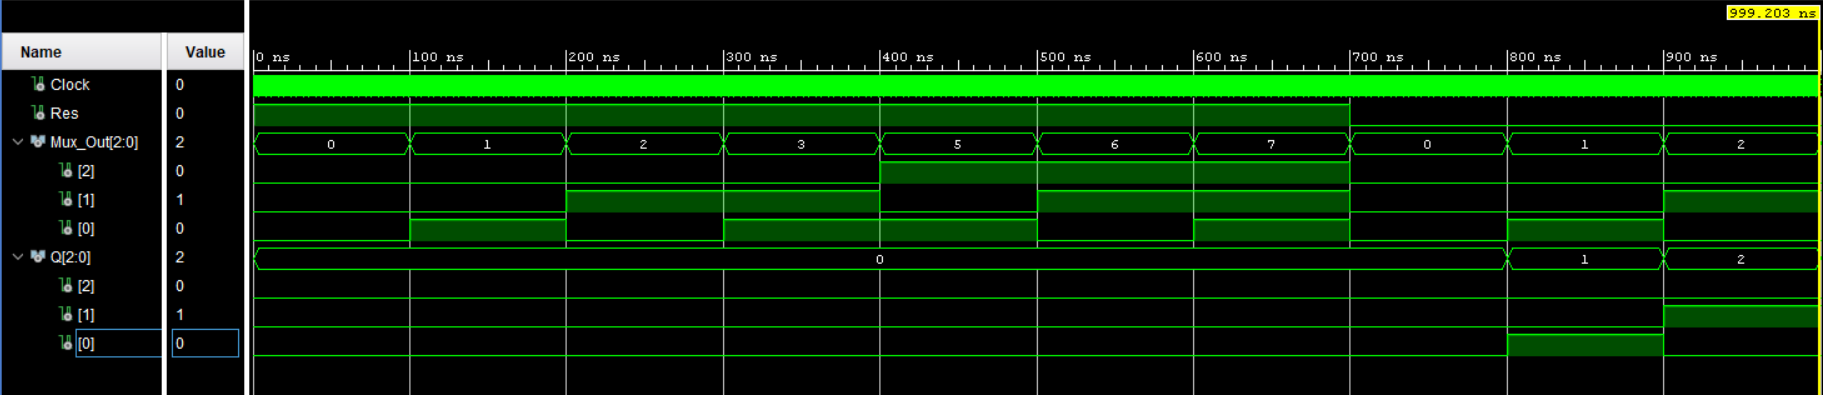 999.203 ns
Name Value
0 ns 100 ns 200 ns 300 ns 400 ns 500 ns 600 ns 700 ns 800 ns 900 ns
Clock 0
Res 0
Mux_Out[2:0] 2 0 1 2 3 5 6 7 0 1 2
[2] 0
[1] 1
[0] 0
Q[2:0] 2 0 1 2
[2] 0
[1] 1
[0] 0